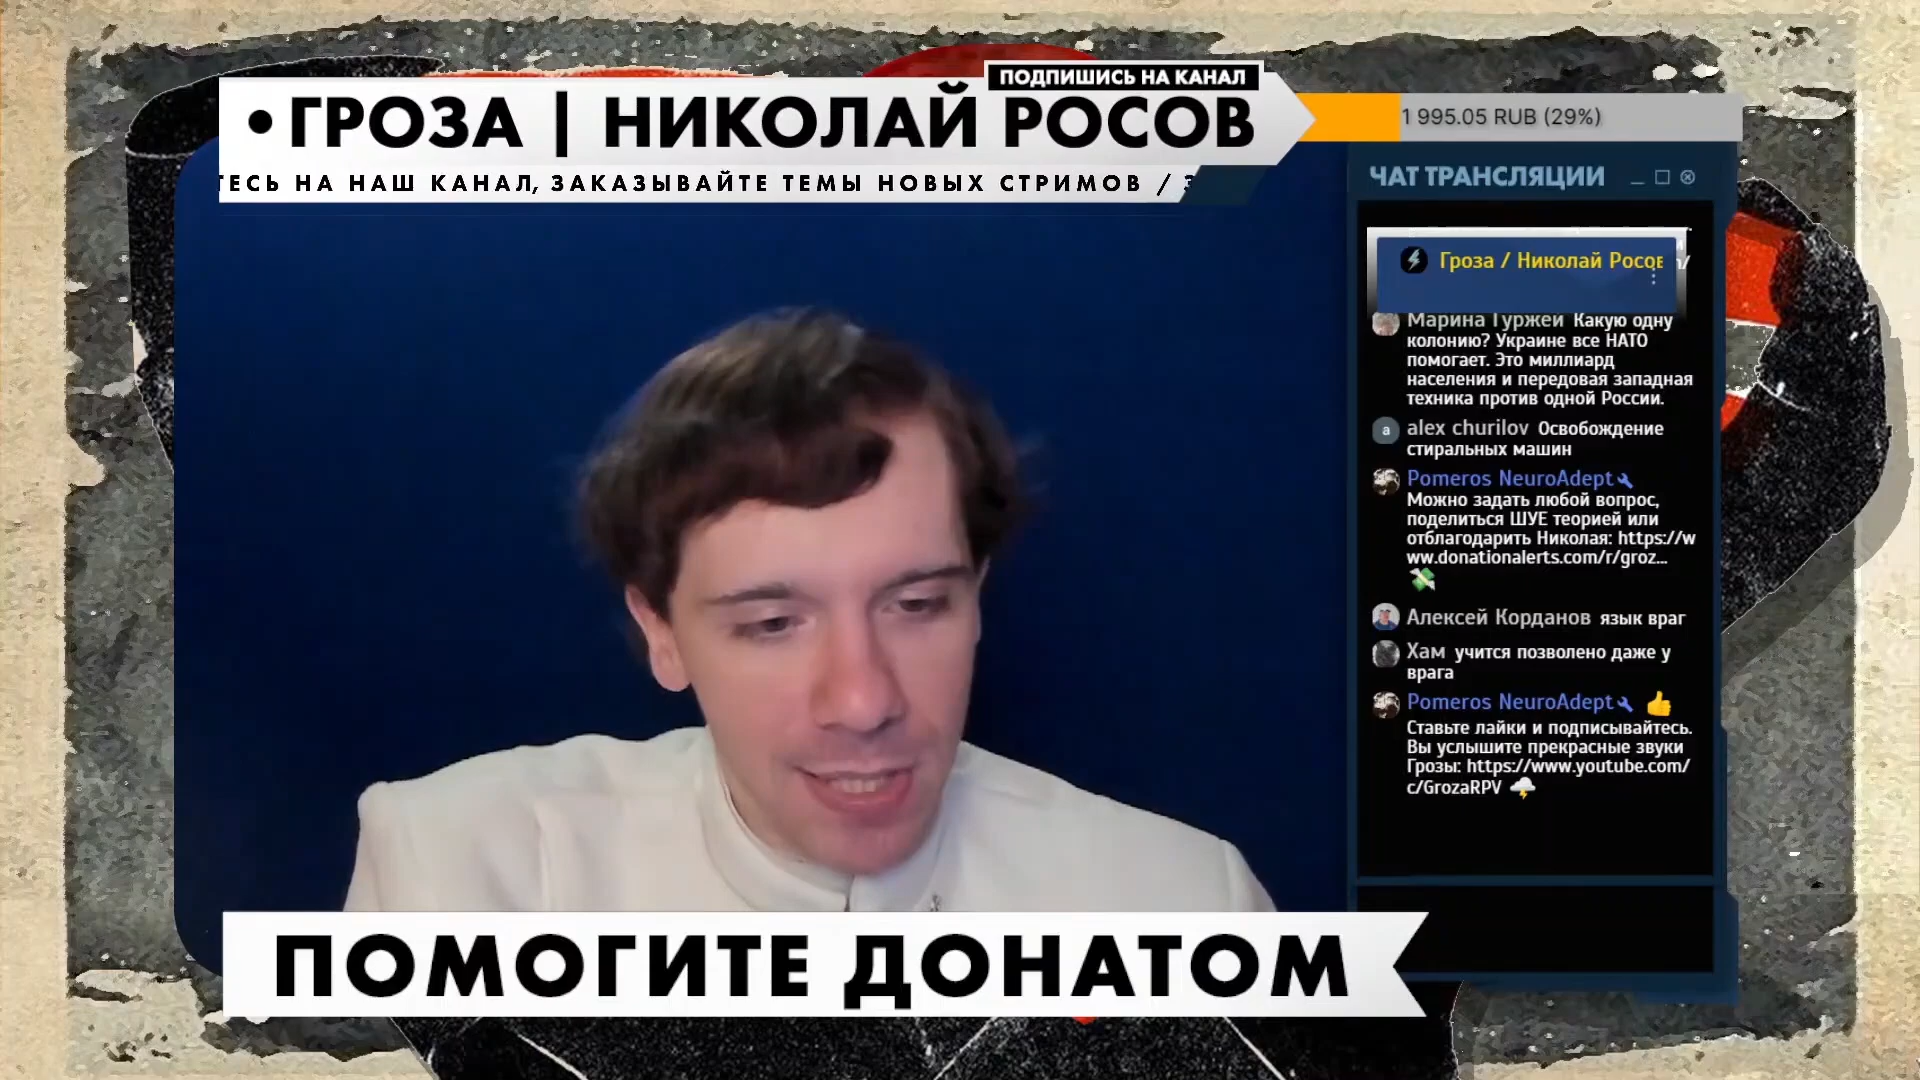 ПОДПИШИСЬ НА КАНАЛ
• ГРОЗА | НИКОЛАЙ РОСОВ
ТЕСЬ НА НАШ КАНАЛ, ЗАКАЗЫВАЙТЕ ТЕМЫ НОВЫХ СТРИМОВ /
1 995.05 RUB (29%)
ЧАТ ТРАНСЛЯЦИИ
Гроза / Николай Росов
Марина Гуржей Какую одну
колонию? Украине все НАТО
помогает. Это миллиард
населения и передовая западная
техника против одной России.
a alex churilov Освобождение
стиральных машин
Pomeros NeuroAdept
Можно задать любой вопрос,
поделиться ШУЕ теорией или
отблагодарить Николая: https://w
ww.donationalerts.com/r/groz...
Алексей Корданов язык враг
Хам учится позволено даже у
врага
Pomeros NeuroAdept
Ставьте лайки и подписывайтесь.
Вы услышите прекрасные звуки
Грозы: https://www.youtube.com/
c/GrozaRPV
ПОМОГИТЕ ДОНАТОМ